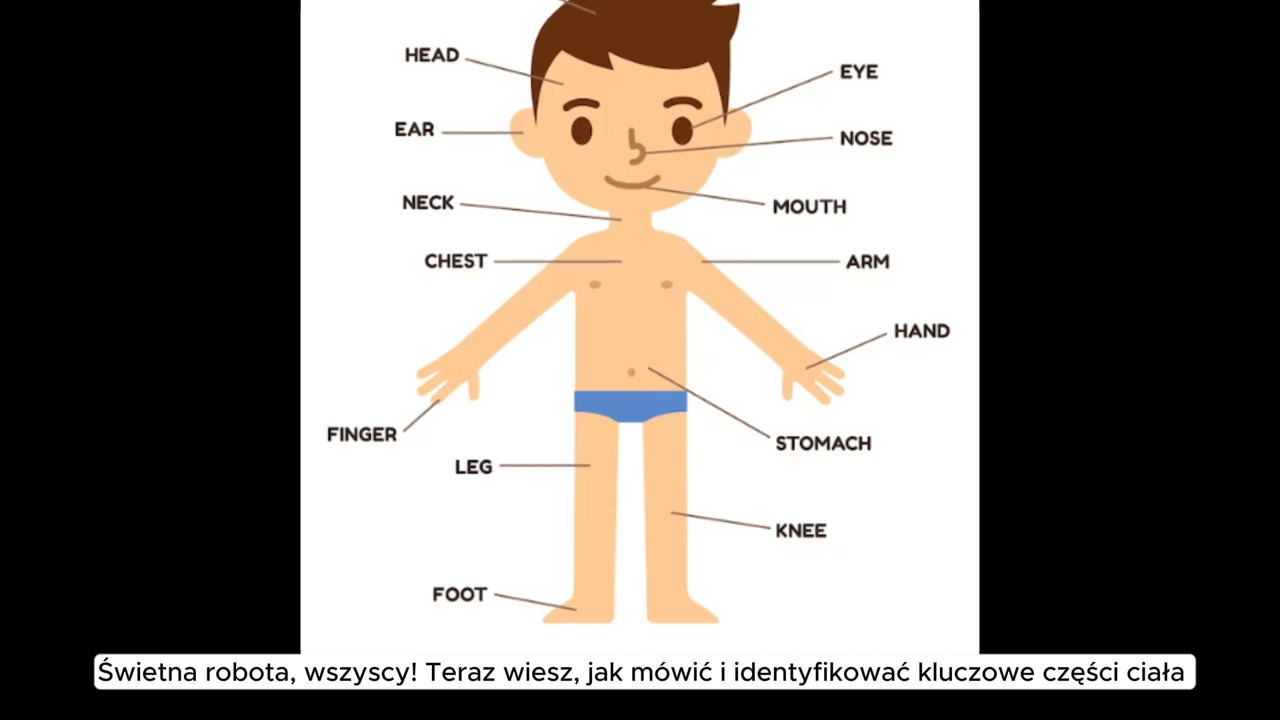 HEAD
EYE
EAR
NOSE
NECK
MOUTH
CHEST
ARM
HAND
FINGER
STOMACH
LEG
KNEE
FOOT
Świetna robota, wszyscy! Teraz wiesz, jak mówić i identyfikować kluczowe części ciała